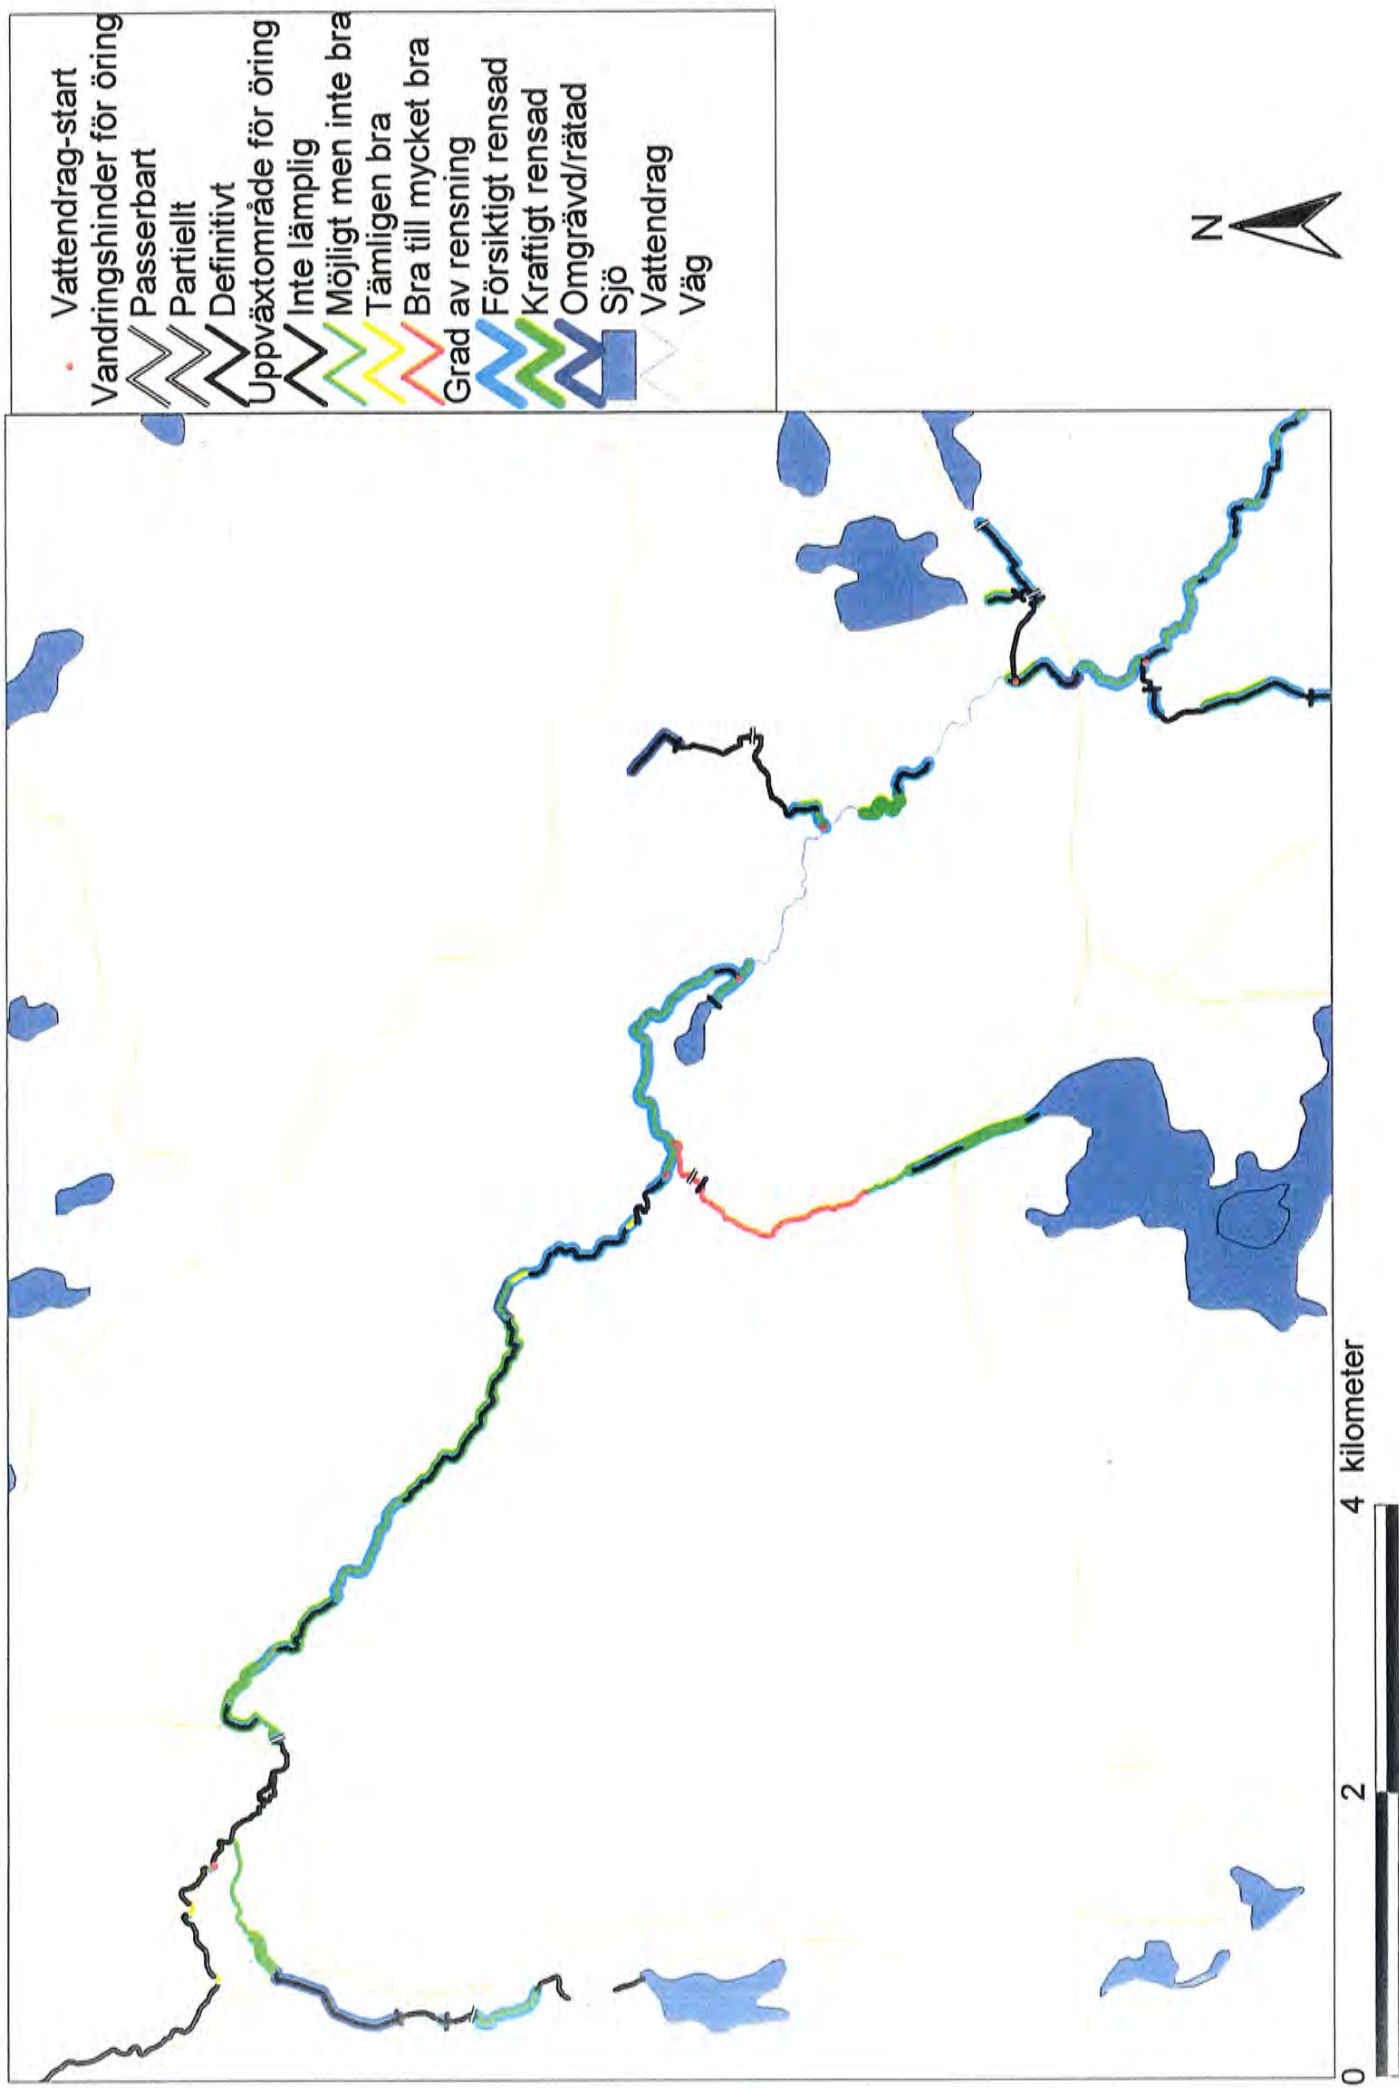 Vattendrag-start
Vandringshinder för öring
Passerbart
Partiellt
Definitivt
Uppväxtområde för öring
Inte lämplig
Möjligt men inte bra
Tämligen bra
Bra till mycket bra
Grad av rensning
Försiktigt rensad
Kraftigt rensad
Omgrävd/rätad
Sjö
Vattendrag
Väg
N
0 2 4 kilometer